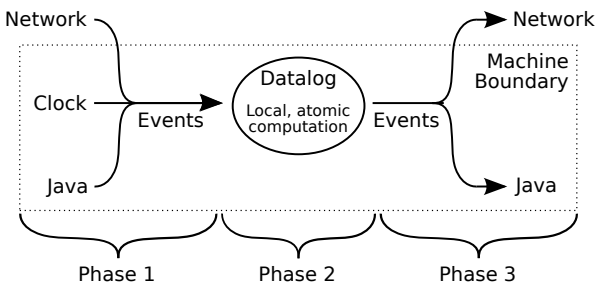 Network
Network
Machine
Boundary
Datalog
Clock
Local, atomic
computation
Events
Events
Java
Java
Phase 1
Phase 2
Phase 3